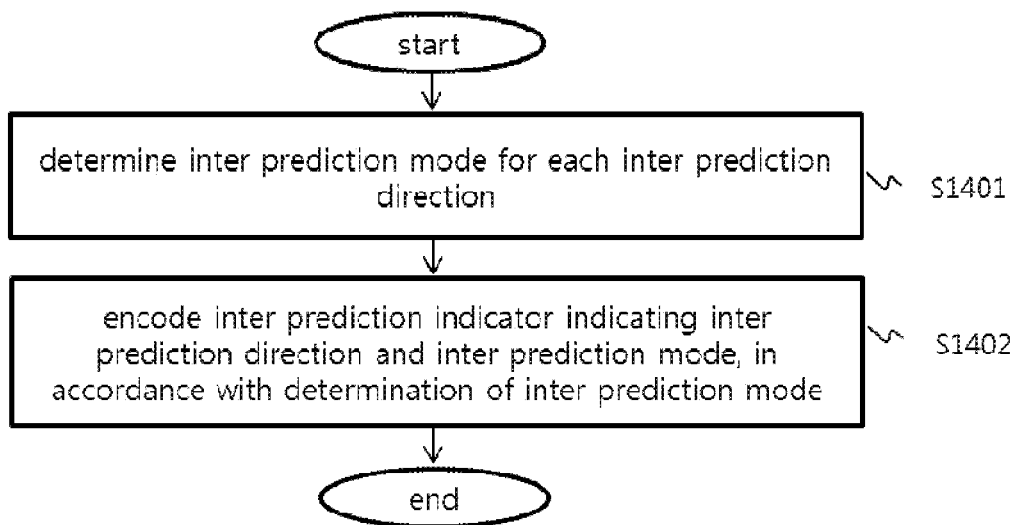 start
determine inter prediction mode for each inter prediction
direction
S1401
encode inter prediction indicator indicating inter
prediction direction and inter prediction mode, in
accordance with determination of inter prediction mode
S1402
end